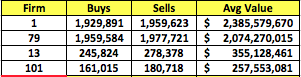 Firm Buys Sells Avg Value
1 1,929,891 1,959,623 $ 2,385,579,670
79 1,959,584 1,977,721 $ 2,074,270,015
13 245,824 278,378 $ 355,128,461
101 161,015 180,718 $ 257,553,081